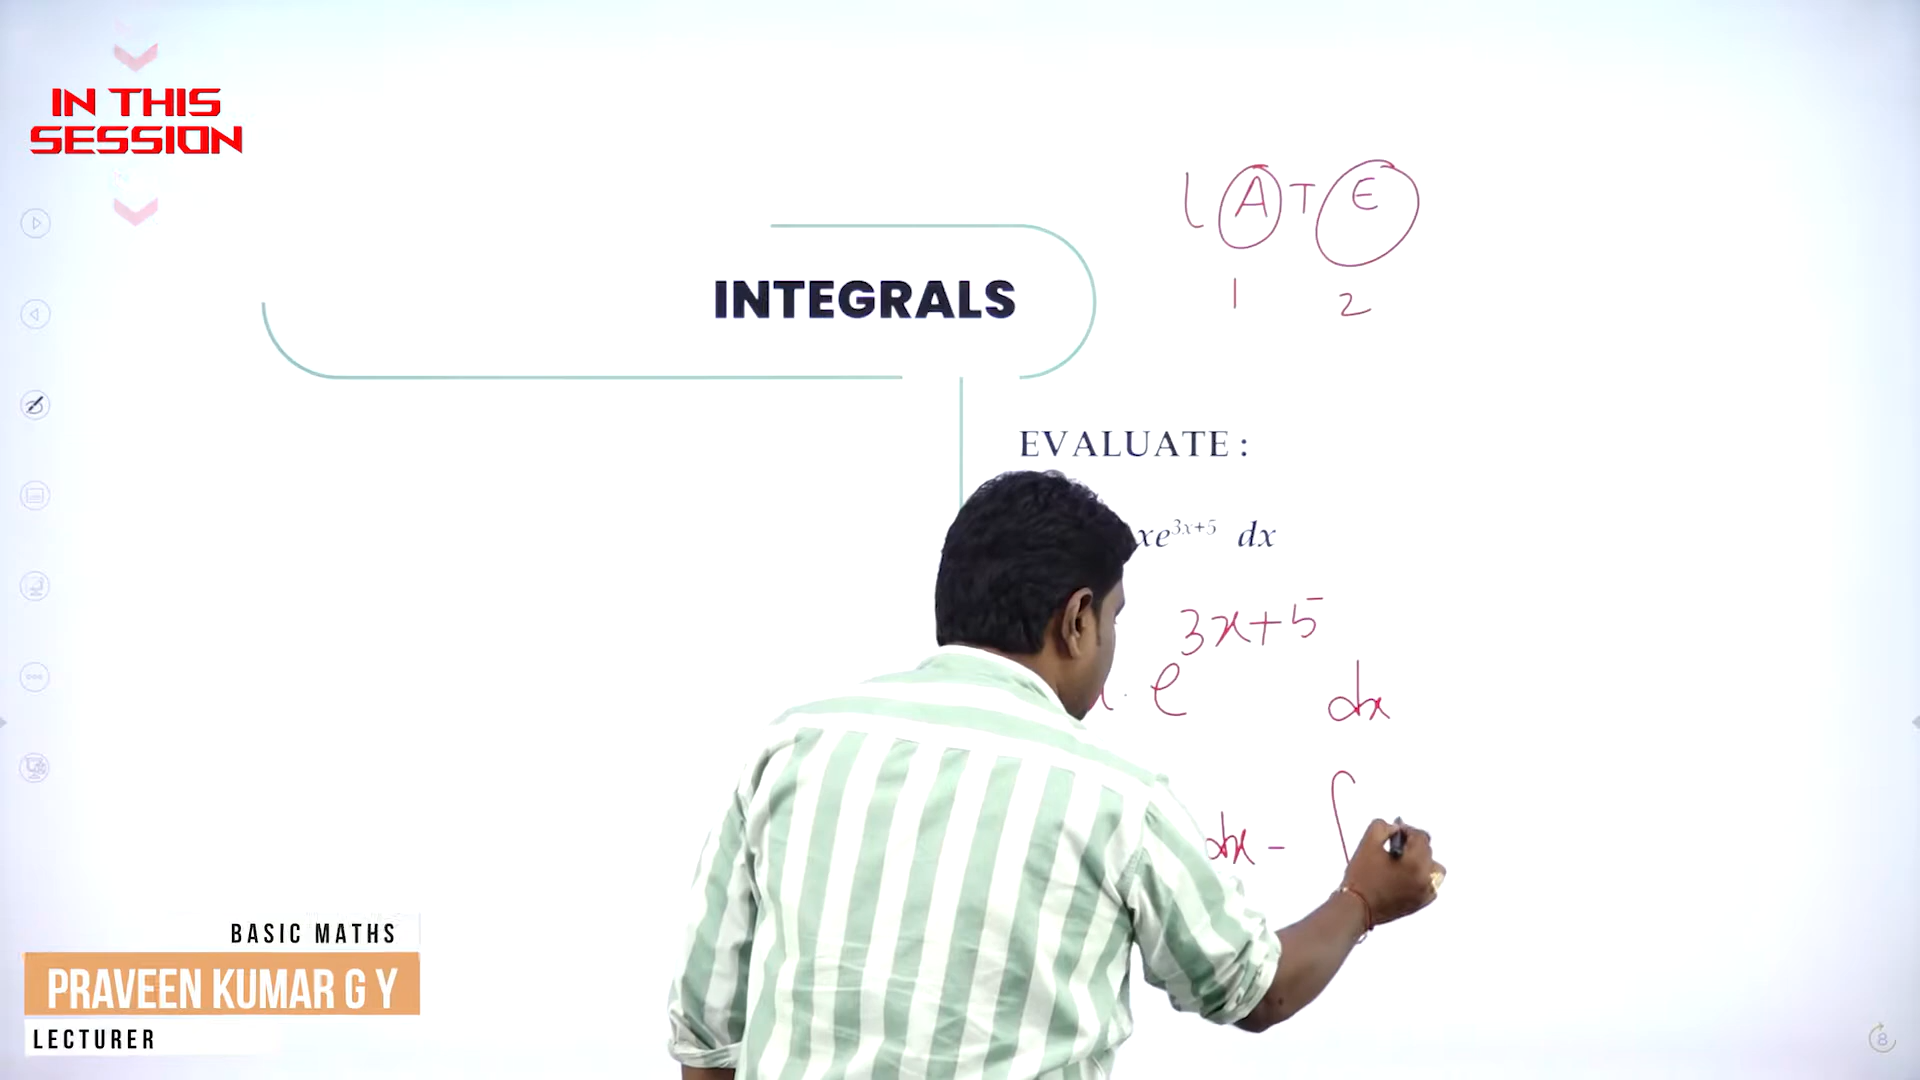 IN THIS
SESSION
L A T E
1 2
INTEGRALS
EVALUATE :
xe^{3x+5} dx
. e^{3x+5} dx
dx - ∫
BASIC MATHS
PRAVEEN KUMAR G Y
LECTURER
8